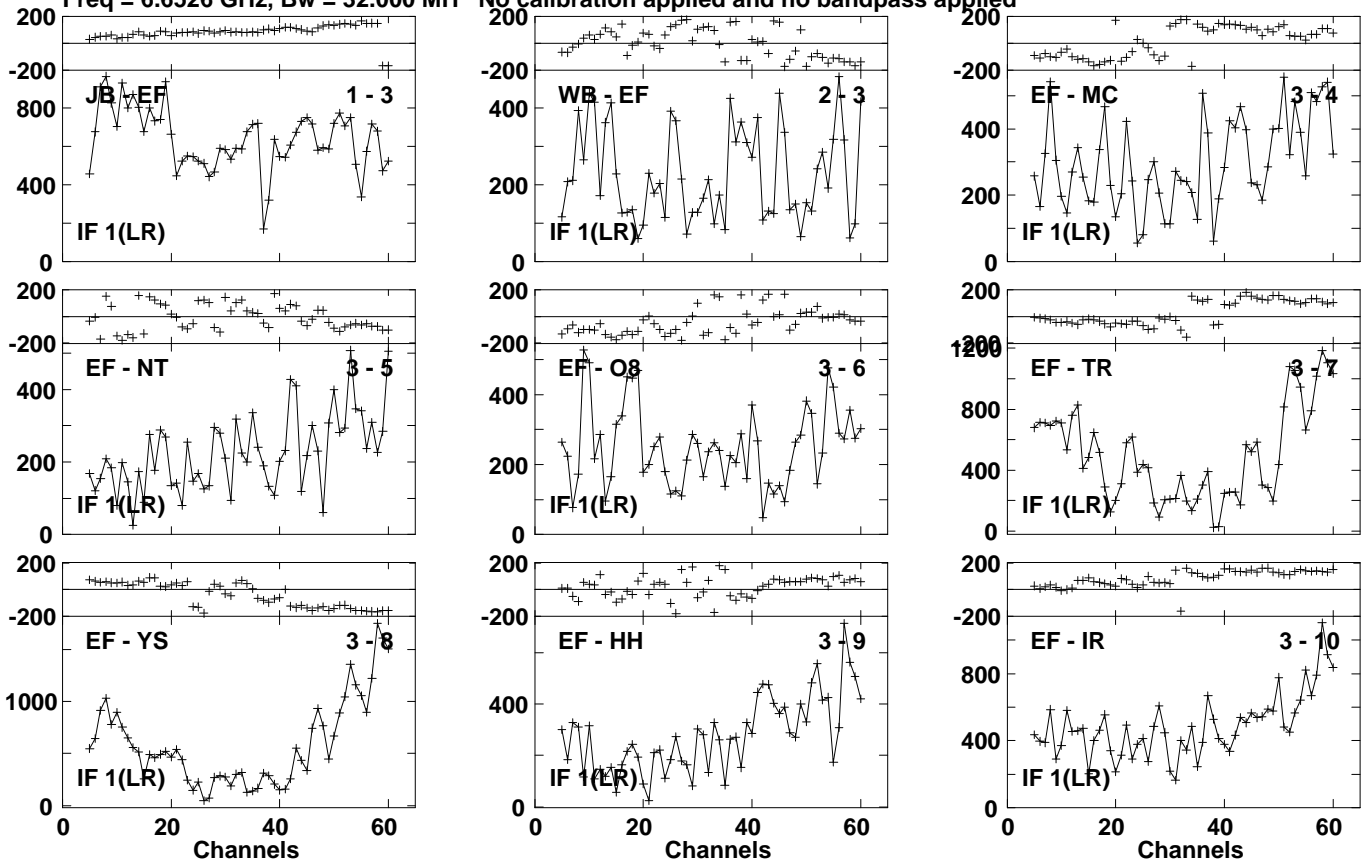 Freq = 6.6526 GHz, Bw = 32.000 MH No calibration applied and no bandpass applied
200 200 200
-200 -200 -200
JB - EF 1 - 3 WB - EF 2 - 3 EF - MC 3 - 4
800 400 400
400 200 200
IF 1(LR) IF 1(LR) IF 1(LR)
0 0 0
200 200 200
-200 -200 -200
1200
EF - NT 3 - 5 EF - O8 3 - 6 EF - TR 3 - 7
400 400 800
200 200 400
IF 1(LR) IF 1(LR) IF 1(LR)
0 0 0
200 200 200
-200 -200 -200
EF - YS 3 - 8 EF - HH 3 - 9 EF - IR 3 - 10
1000 400 800
400
IF 1(LR) IF 1(LR) IF 1(LR)
0 0 0
0 20 40 60 0 20 40 60 0 20 40 60
Channels Channels Channels